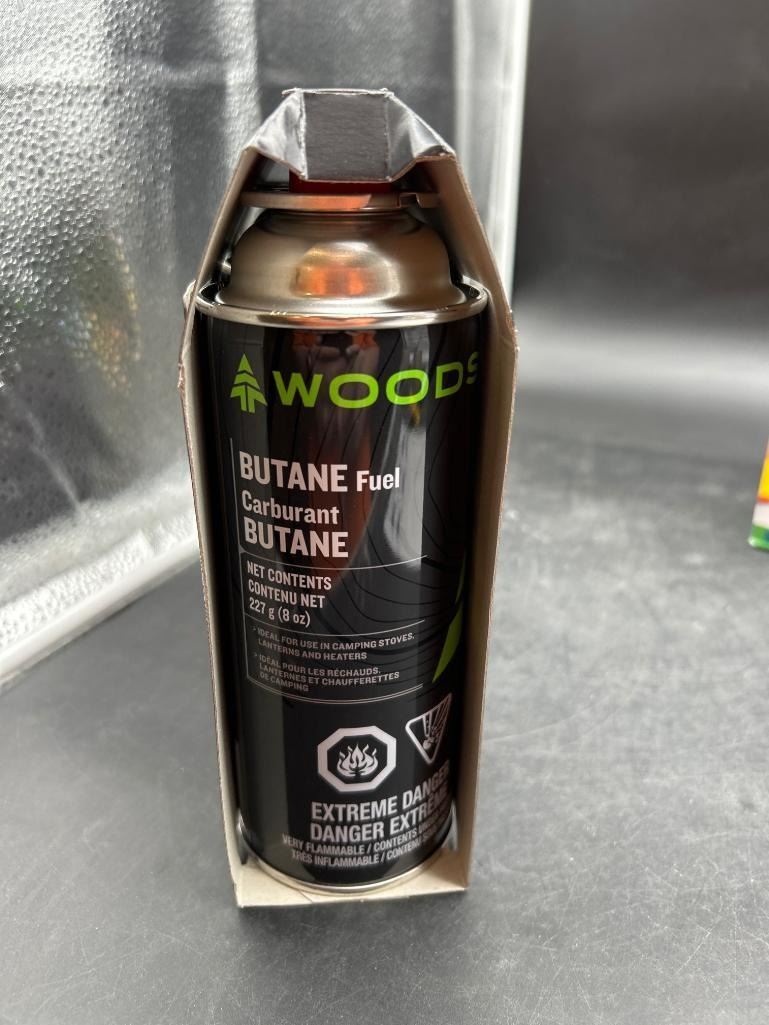 WOODS
BUTANE Fuel
Carburant
BUTANE
NET CONTENTS
CONTENU NET
227 g (8 oz)
> IDEAL FOR USE IN CAMPING STOVES,
LANTERNS AND HEATERS
> IDÉAL POUR LES RÉCHAUDS,
LANTERNES ET CHAUFFERETTES
DE CAMPING
EXTREME DANGER
DANGER EXTRÊME
VERY FLAMMABLE / CONTENTS
TRÈS INFLAMMABLE / CONTENU